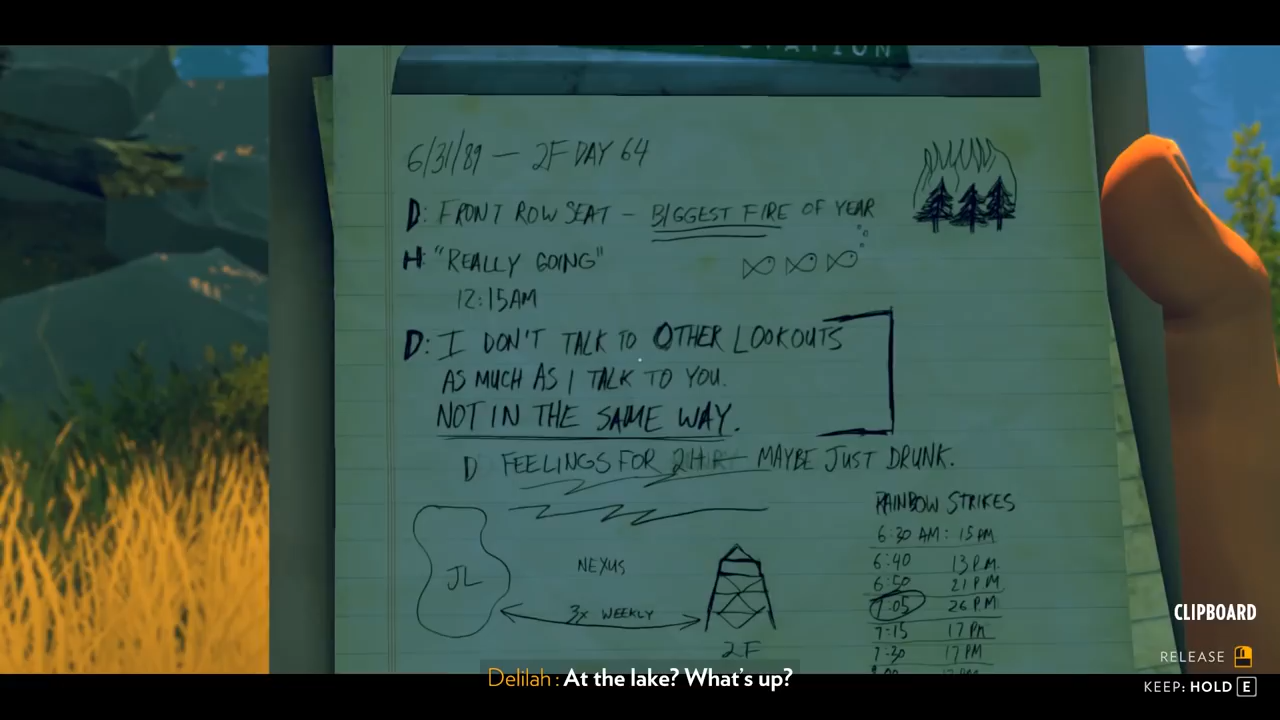 STATION
6/31/89 — 2F DAY 64
D: FRONT ROW SEAT — BIGGEST FIRE OF YEAR
H: "REALLY GOING"
12:15AM
D: I DON'T TALK TO OTHER LOOKOUTS
AS MUCH AS I TALK TO YOU.
NOT IN THE SAME WAY.
D FEELINGS FOR MAYBE JUST DRUNK.
JL
NEXUS
3x WEEKLY
2F
RAINBOW STRIKES
6:30 AM: 15 PM
6:40 13 P.M.
6:50 21 PM
7:05 26 PM
7:15 17 PM
7:30 17 PM
CLIPBOARD
RELEASE
KEEP: HOLD E
Delilah : At the lake? What's up?